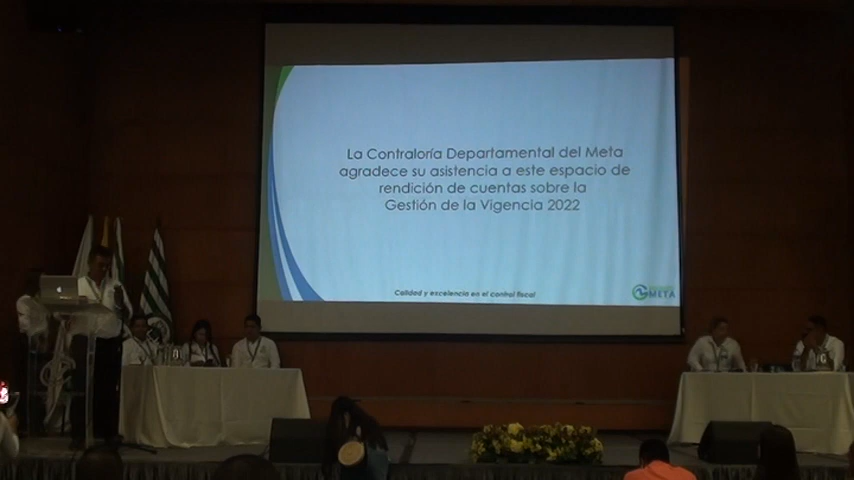 La Contraloría Departamental del Meta
agradece su asistencia a este espacio de
rendición de cuentas sobre la
Gestión de la Vigencia 2022
Calidad y excelencia en el control fiscal
META